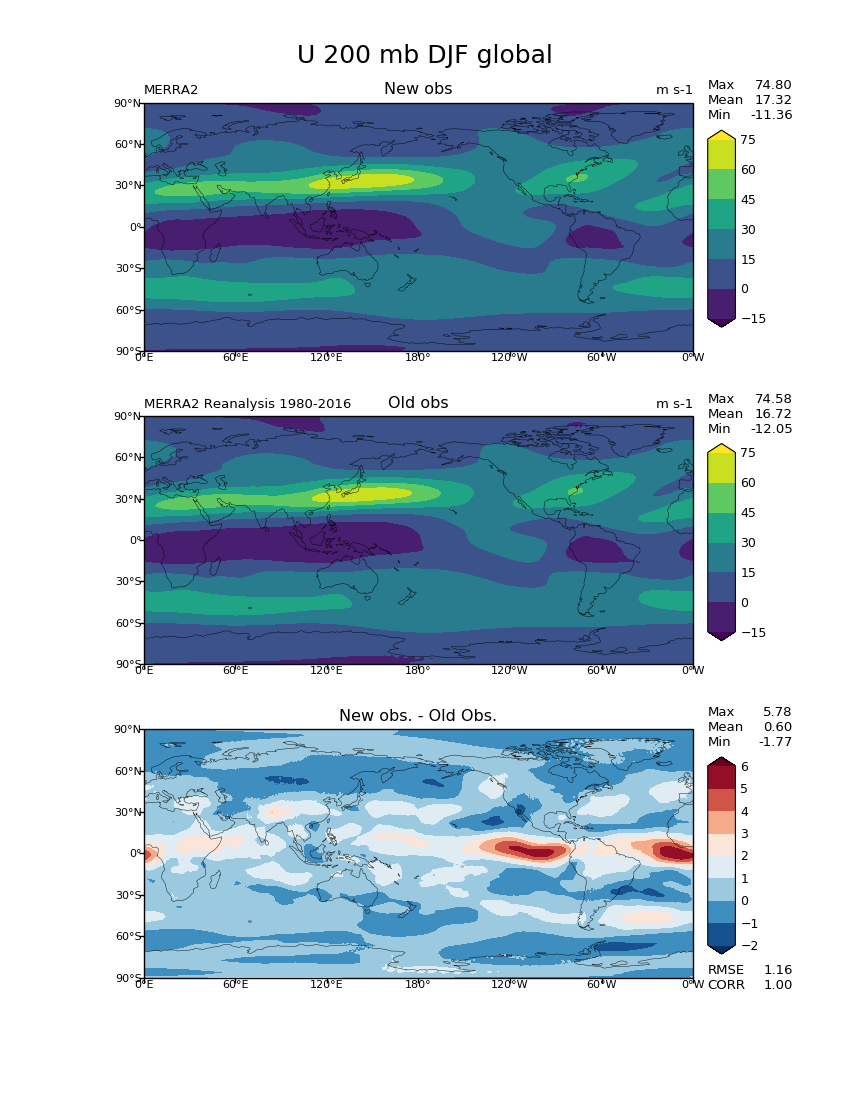 U 200 mb DJF global
MERRA2 New obs m s-1
Max 74.80
Mean 17.32
Min -11.36
90°N
60°N
30°N
0°
30°S
60°S
90°S
0°E 60°E 120°E 180° 120°W 60°W 0°W
75
60
45
30
15
0
−15
MERRA2 Reanalysis 1980-2016 Old obs m s-1
Max 74.58
Mean 16.72
Min -12.05
90°N
60°N
30°N
0°
30°S
60°S
90°S
0°E 60°E 120°E 180° 120°W 60°W 0°W
75
60
45
30
15
0
−15
New obs. - Old Obs.
Max 5.78
Mean 0.60
Min -1.77
90°N
60°N
30°N
0°
30°S
60°S
90°S
0°E 60°E 120°E 180° 120°W 60°W 0°W
6
5
4
3
2
1
0
−1
−2
RMSE 1.16
CORR 1.00